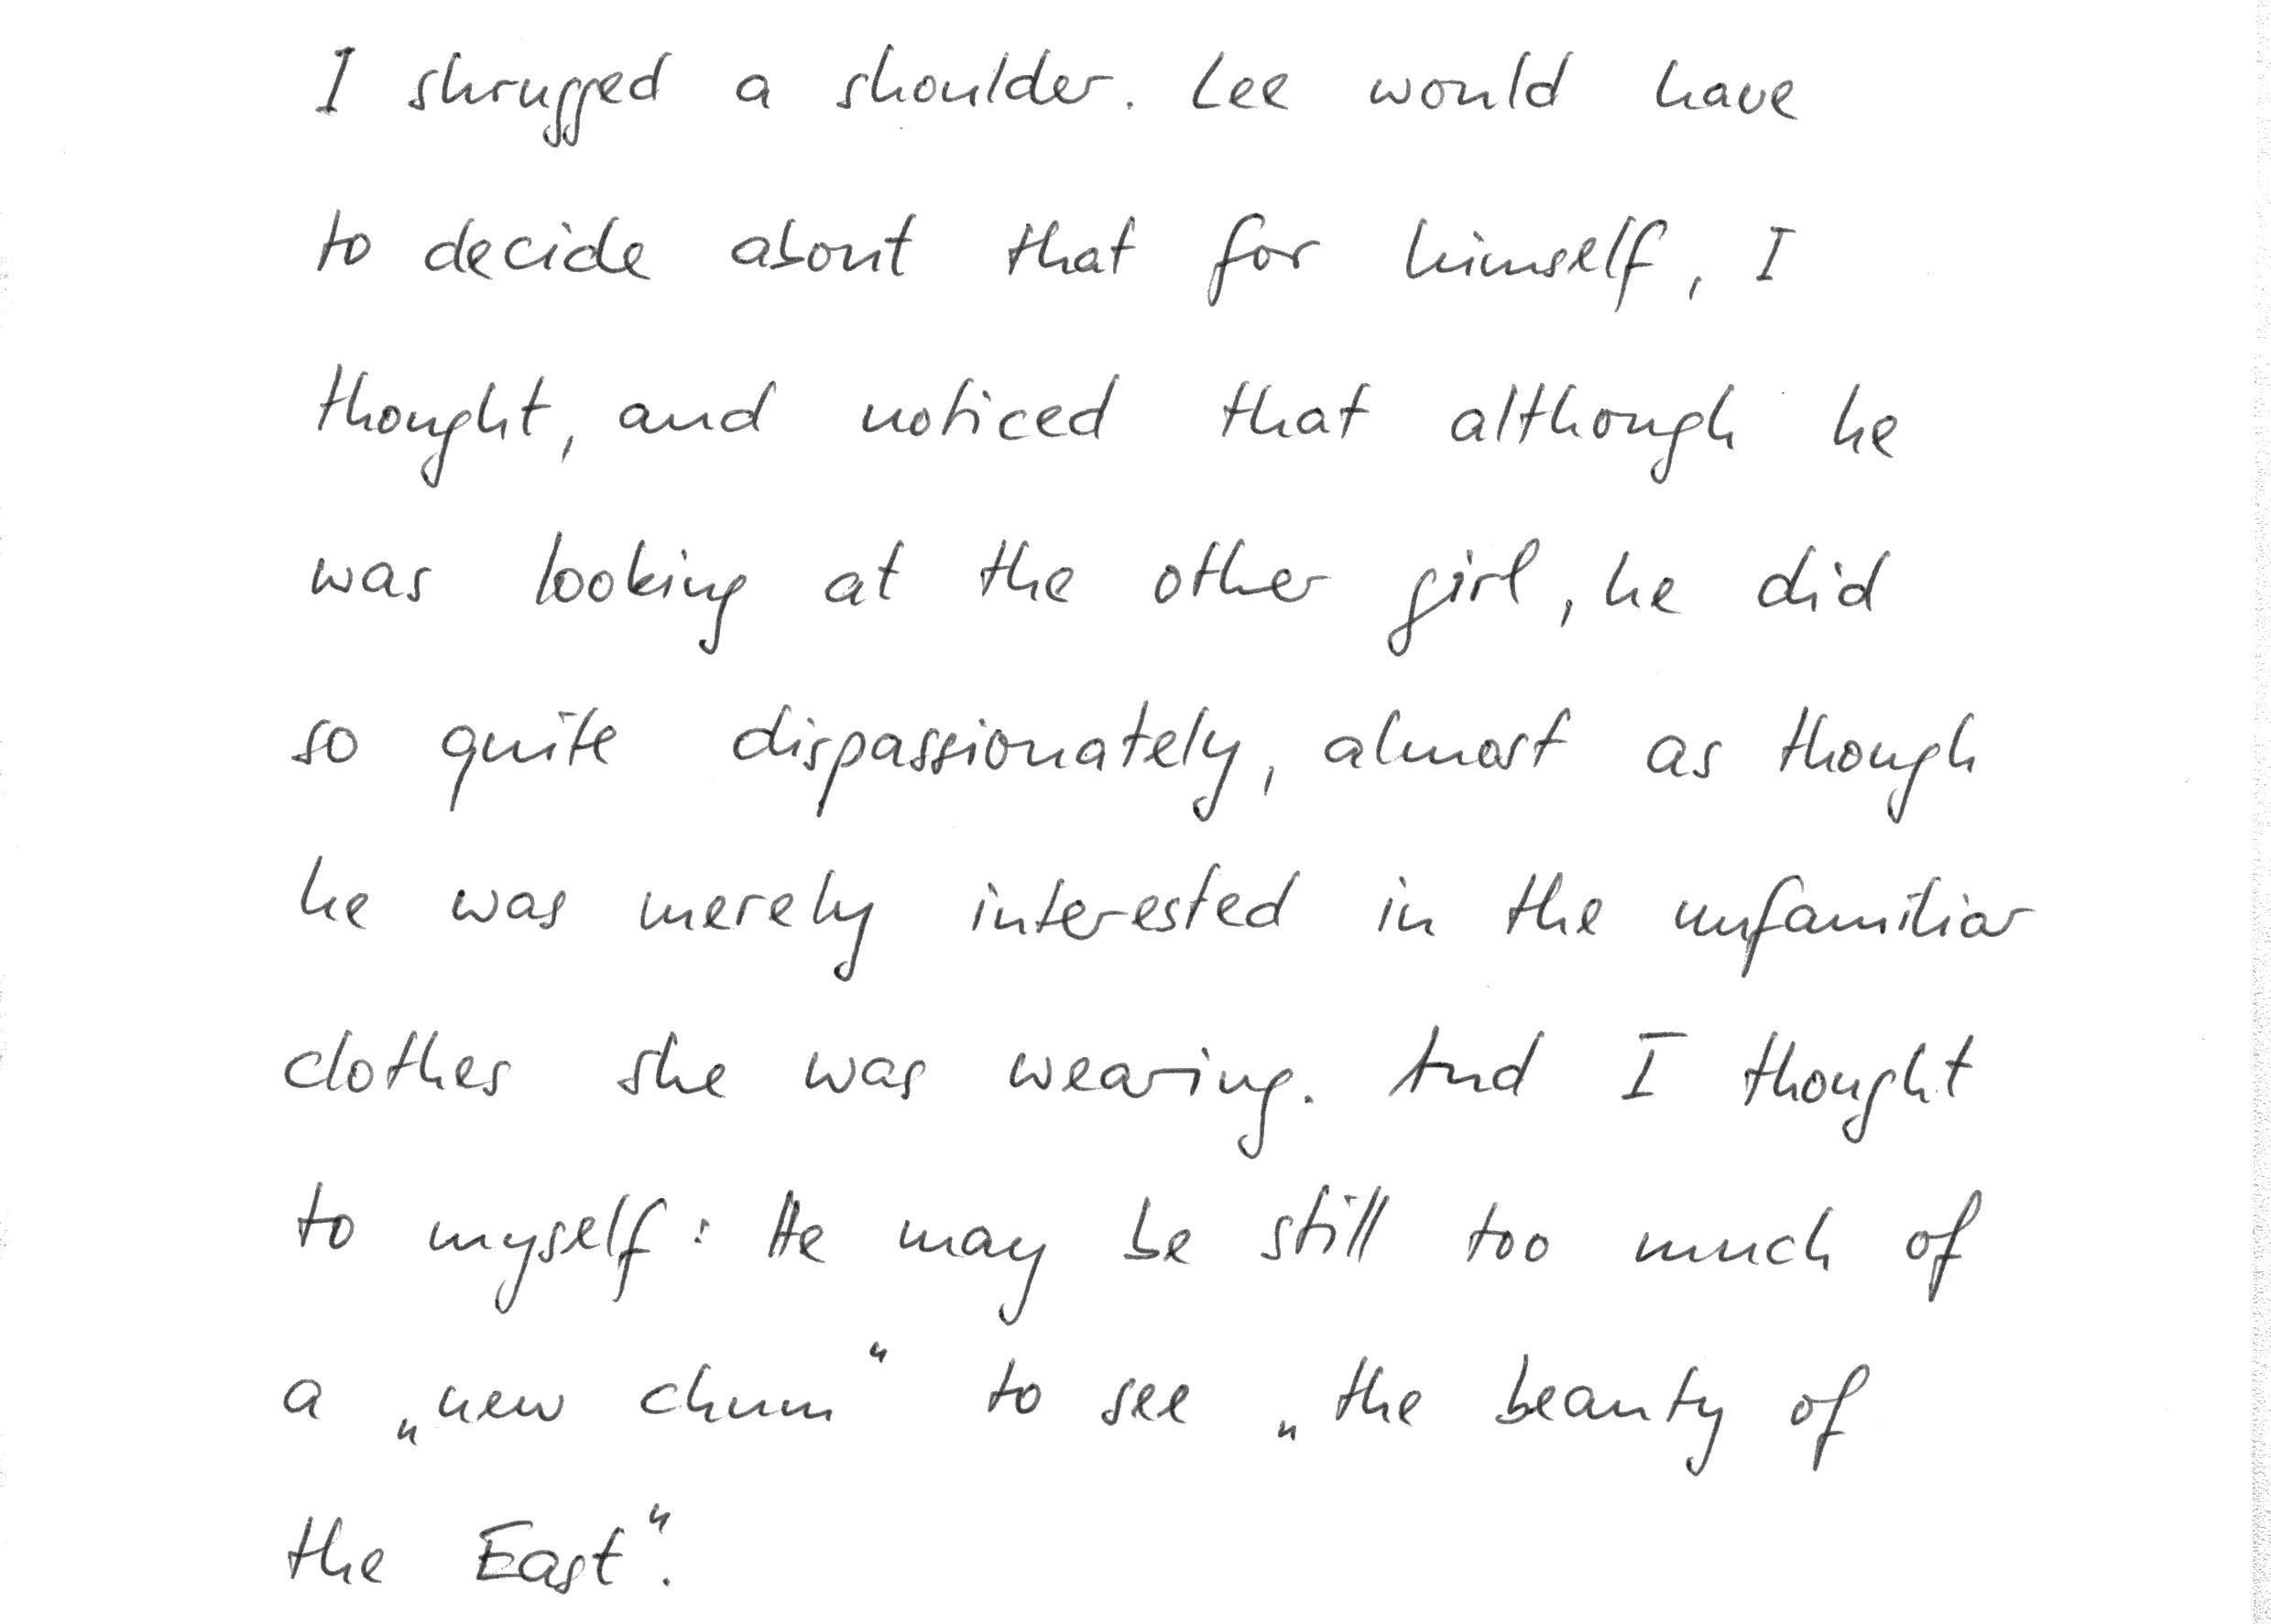 I shrugged a shoulder. Lee would have
to decide about that for himself, I
thought, and noticed that although he
was looking at the other girl, he did
so quite dispassionately, almost as though
he was merely interested in the unfamiliar
clothes she was wearing. And I thought
to myself: He may be still too much of
a „new chum“ to see „the beauty of
the East“.